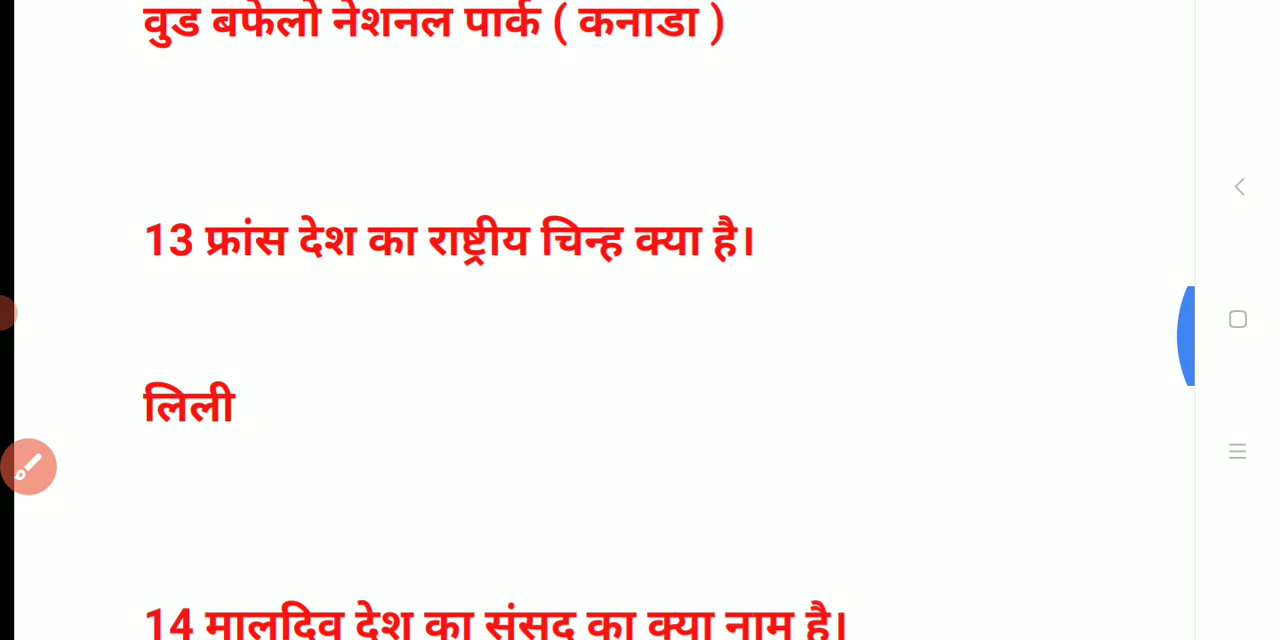 वुड बफेलो नेशनल पार्क ( कनाडा )
13 फ्रांस देश का राष्ट्रीय चिन्ह क्या है।
लिली
14 मालदिव देश का संसद का क्या नाम है।